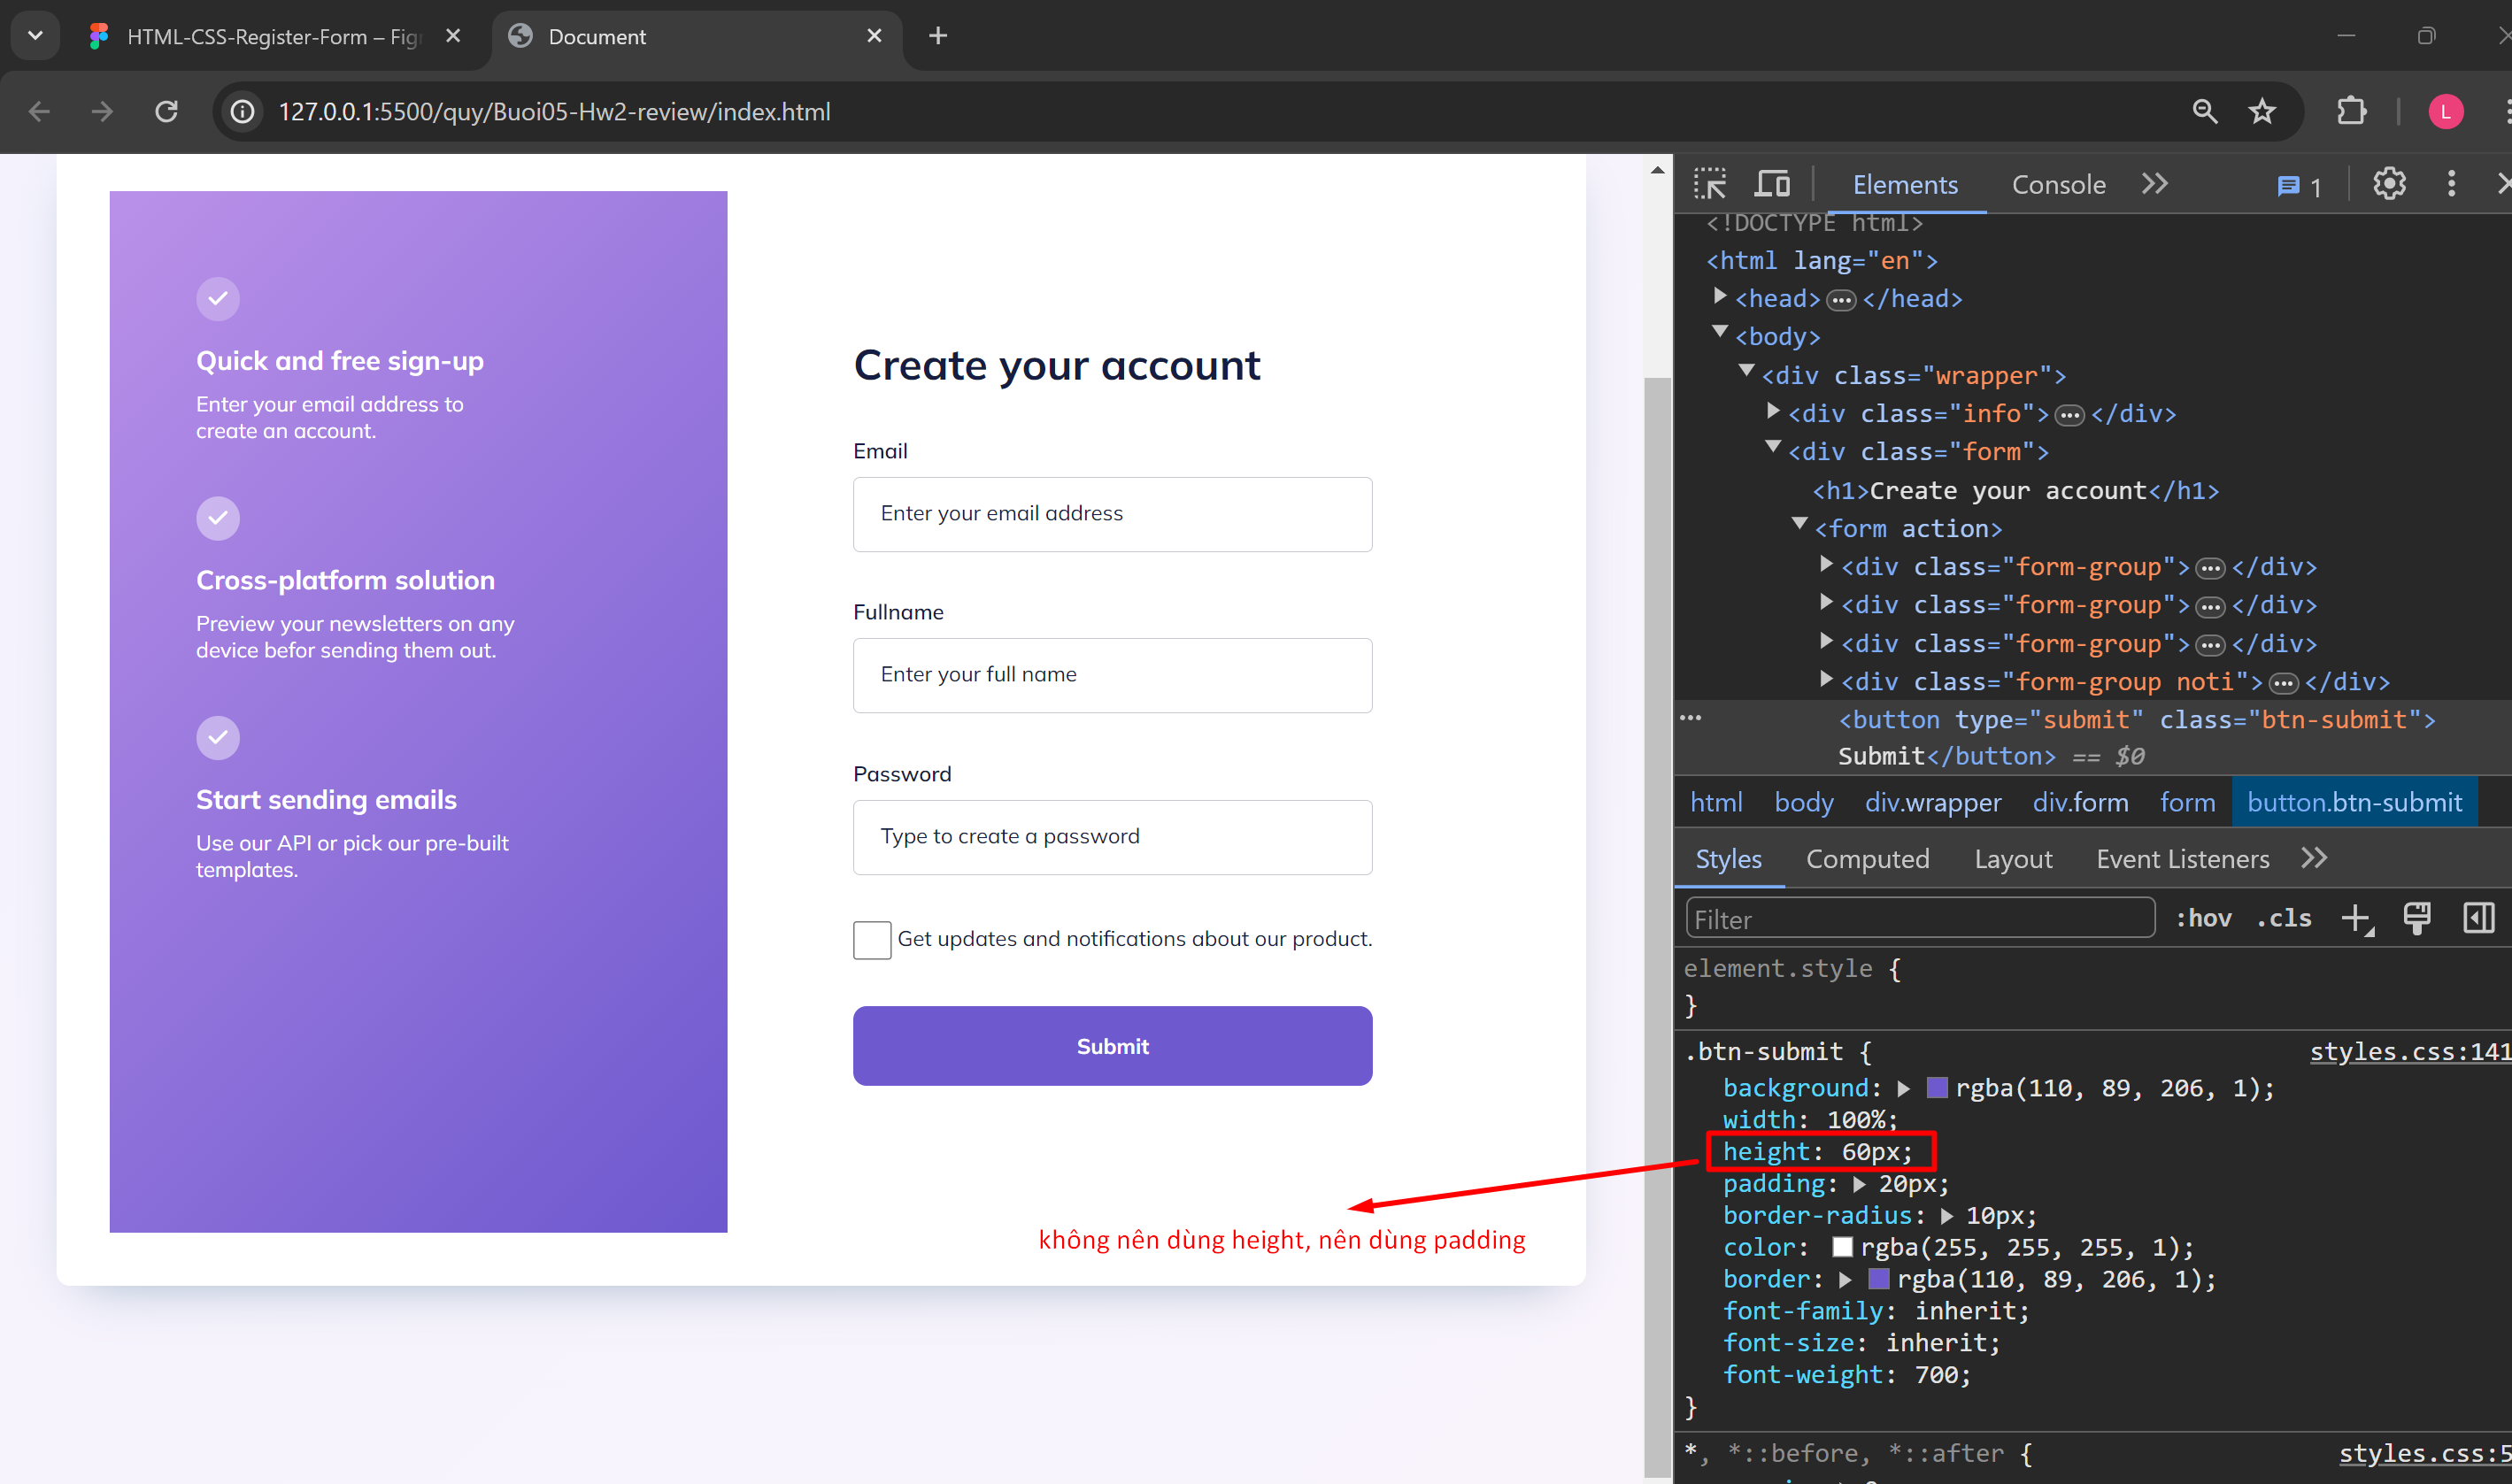 HTML-CSS-Register-Form – Fig
Document
127.0.0.1:5500/quy/Buoi05-Hw2-review/index.html
L
Quick and free sign-up
Enter your email address to
create an account.
Cross-platform solution
Preview your newsletters on any
device befor sending them out.
Start sending emails
Use our API or pick our pre-built
templates.
Create your account
Email
Enter your email address
Fullname
Enter your full name
Password
Type to create a password
Get updates and notifications about our product.
Submit
không nên dùng height, nên dùng padding
Elements
Console
1
<!DOCTYPE html>
<html lang="en">
<head>…</head>
<body>
<div class="wrapper">
<div class="info">…</div>
<div class="form">
<h1>Create your account</h1>
<form action>
<div class="form-group">…</div>
<div class="form-group">…</div>
<div class="form-group">…</div>
<div class="form-group noti">…</div>
<button type="submit" class="btn-submit">
Submit</button> == $0
html body div.wrapper div.form form button.btn-submit
Styles Computed Layout Event Listeners
Filter
:hov .cls
element.style {
}
.btn-submit { styles.css:141
background: rgba(110, 89, 206, 1);
width: 100%;
height: 60px;
padding: 20px;
border-radius: 10px;
color: rgba(255, 255, 255, 1);
border: rgba(110, 89, 206, 1);
font-family: inherit;
font-size: inherit;
font-weight: 700;
}
*, *::before, *::after { styles.css:5